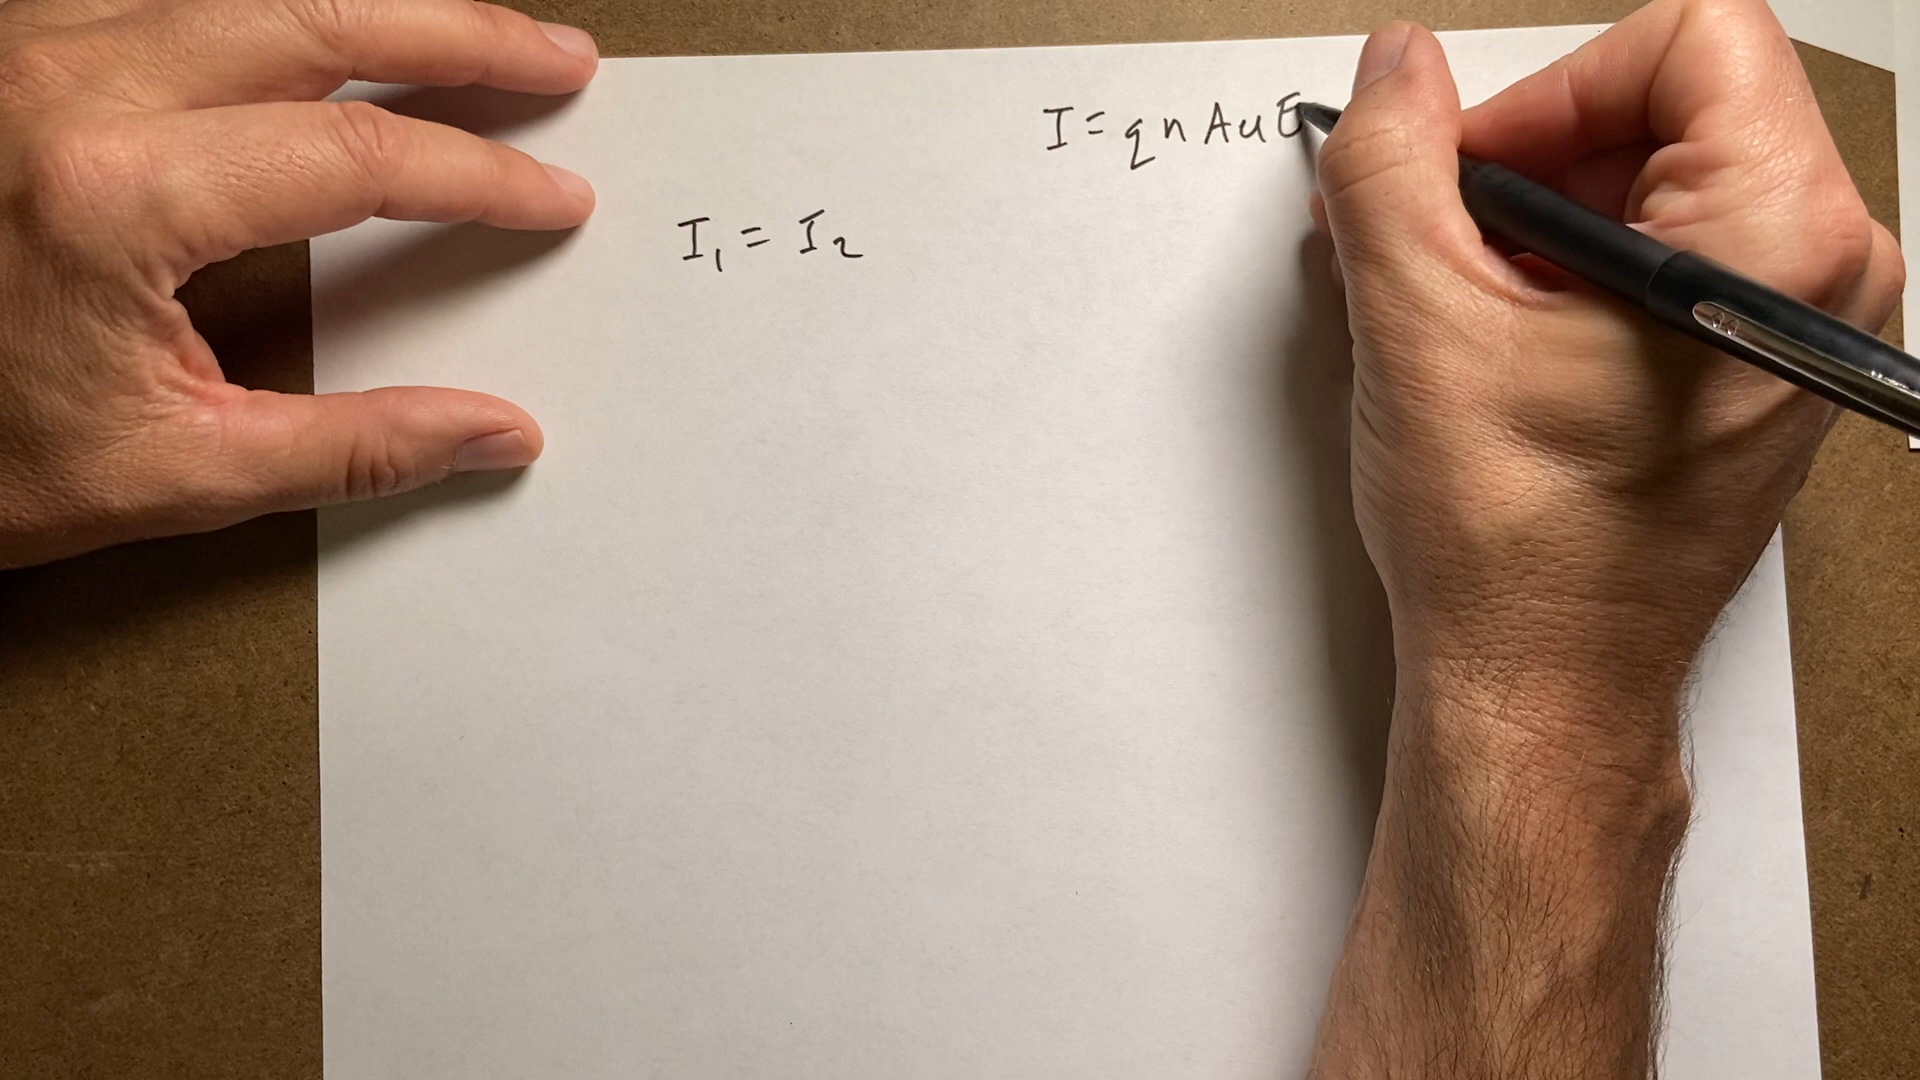 I = q n A u E
I₁ = I₂